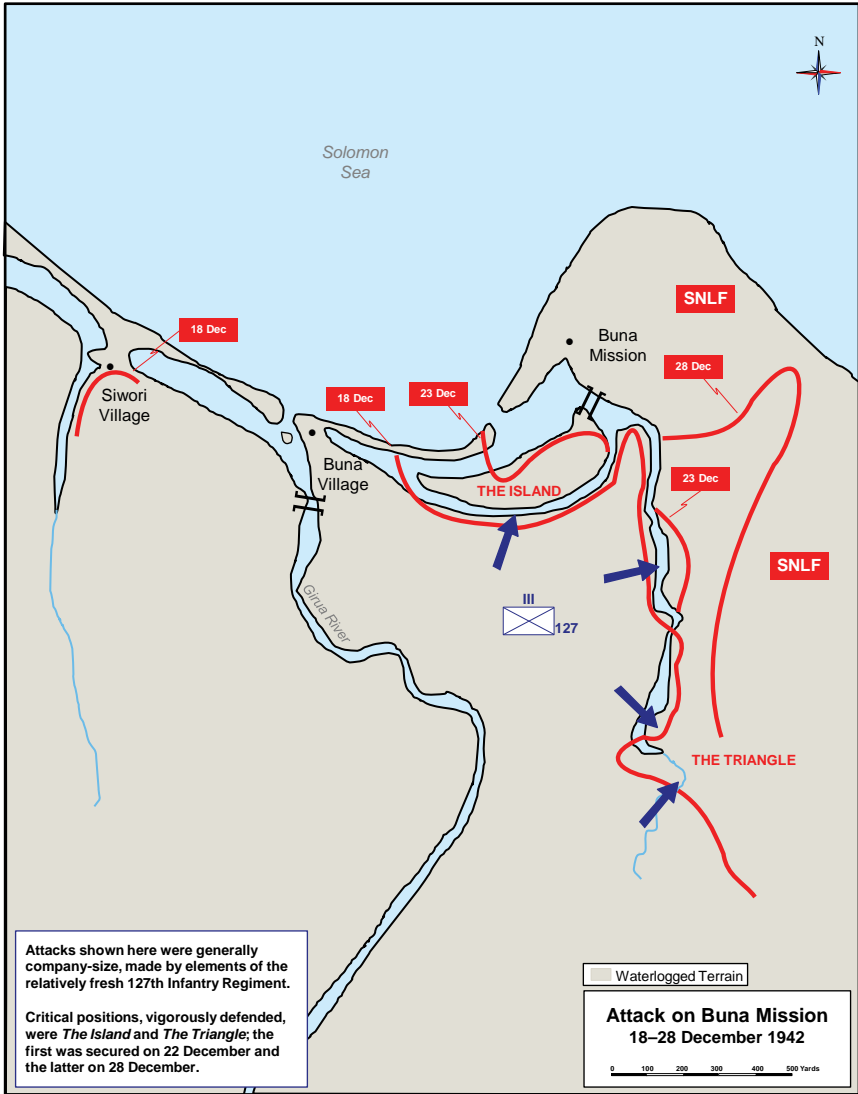 N
Solomon
Sea
SNLF
18 Dec
Buna
Mission
28 Dec
Siwori
Village
18 Dec
23 Dec
Buna
Village
THE ISLAND
23 Dec
SNLF
Girua River
III
127
THE TRIANGLE
Attacks shown here were generally
company-size, made by elements of the
relatively fresh 127th Infantry Regiment.
Critical positions, vigorously defended,
were The Island and The Triangle; the
first was secured on 22 December and
the latter on 28 December.
Waterlogged Terrain
Attack on Buna Mission
18–28 December 1942
0 100 200 300 400 500 Yards